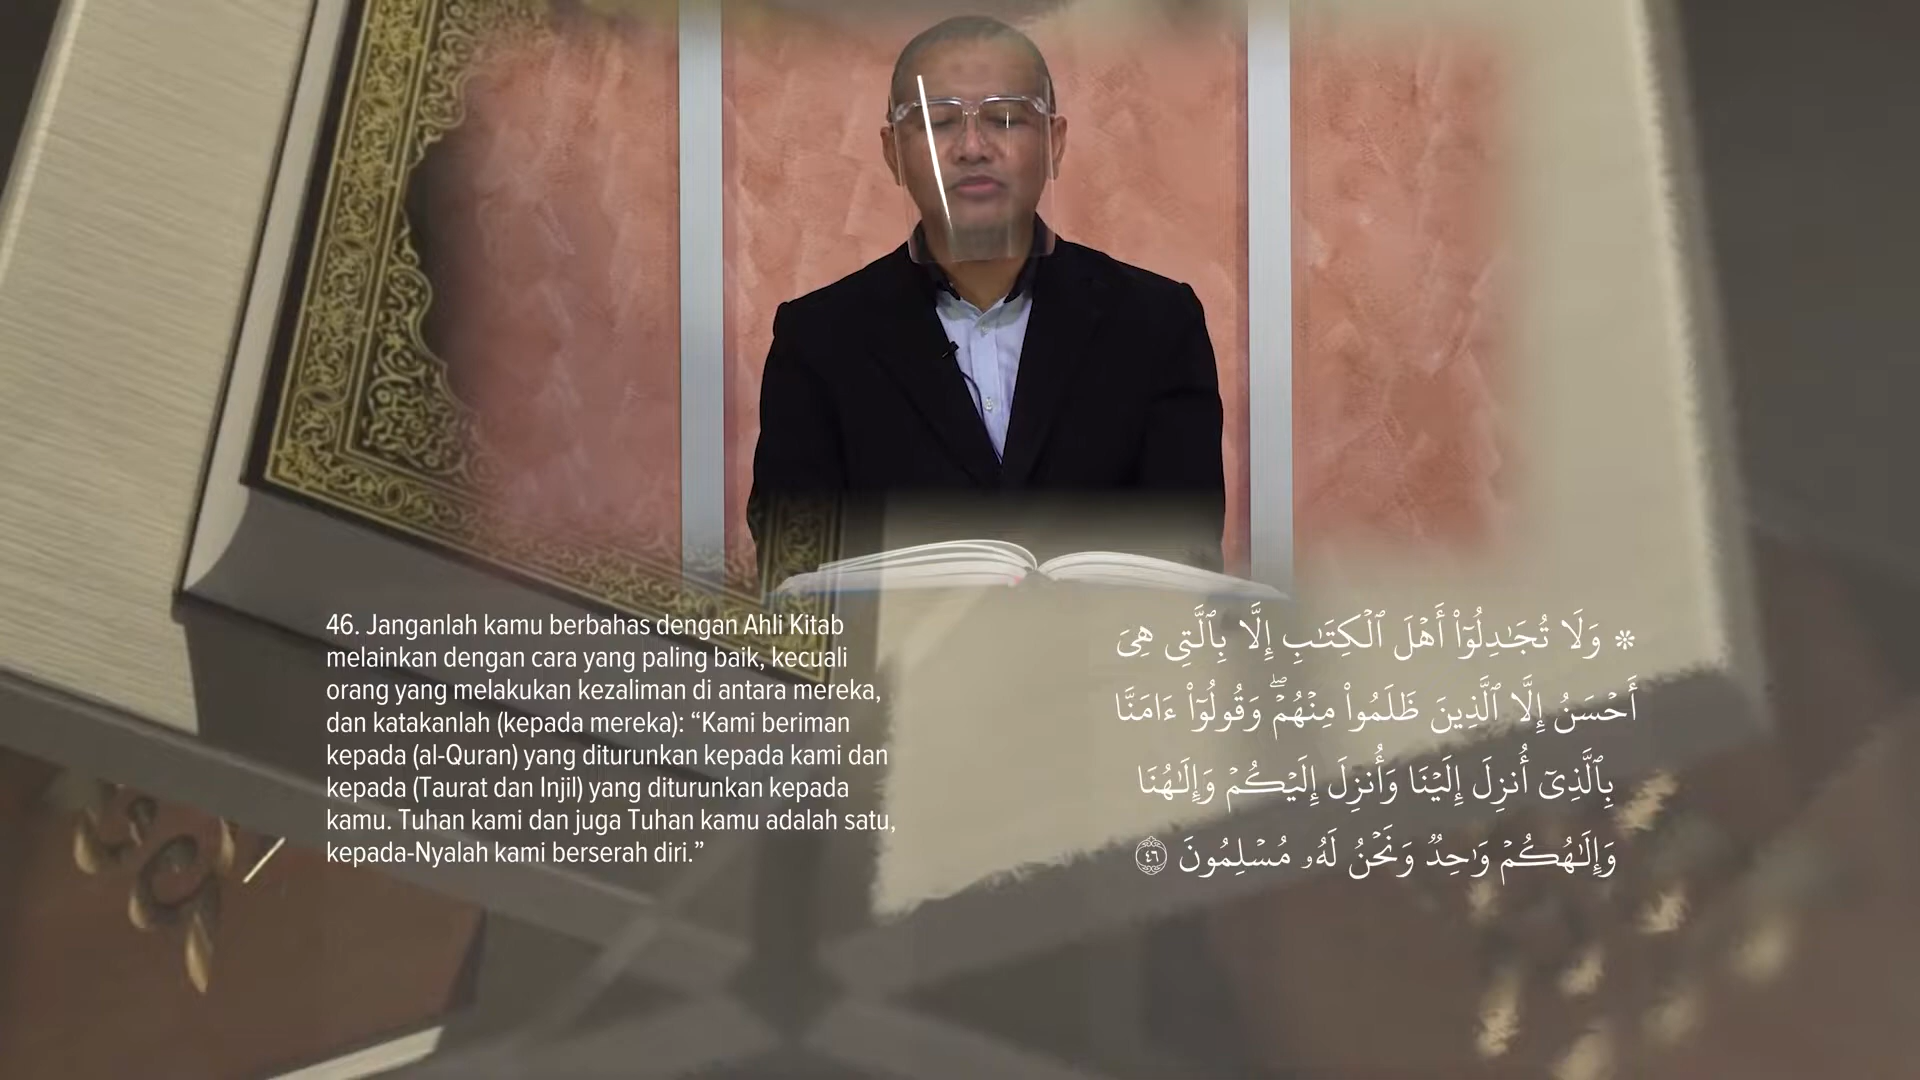 46. Janganlah kamu berbahas dengan Ahli Kitab
melainkan dengan cara yang paling baik, kecuali
orang yang melakukan kezaliman di antara mereka,
dan katakanlah (kepada mereka): “Kami beriman
kepada (al-Quran) yang diturunkan kepada kami dan
kepada (Taurat dan Injil) yang diturunkan kepada
kamu. Tuhan kami dan juga Tuhan kamu adalah satu,
kepada-Nyalah kami berserah diri.”
۞ وَلَا تُجَـٰدِلُوٓا۟ أَهْلَ ٱلْكِتَـٰبِ إِلَّا بِٱلَّتِى هِىَ
أَحْسَنُ إِلَّا ٱلَّذِينَ ظَلَمُوا۟ مِنْهُمْ ۖ وَقُولُوٓا۟ ءَامَنَّا
بِٱلَّذِىٓ أُنزِلَ إِلَيْنَا وَأُنزِلَ إِلَيْكُمْ وَإِلَـٰهُنَا
وَإِلَـٰهُكُمْ وَٰحِدٌ وَنَحْنُ لَهُۥ مُسْلِمُونَ ٤٦